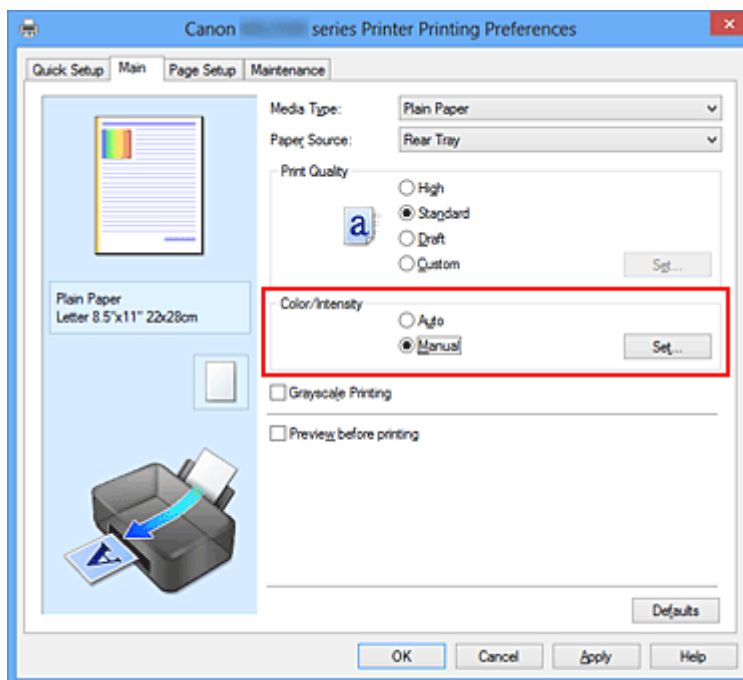 Canon series Printer Printing Preferences
Quick Setup Main Page Setup Maintenance
Media Type: Plain Paper
Paper Source: Rear Tray
Print Quality
High
a Standard
Draft
Custom Set...
Plain Paper
Letter 8.5"x11" 22x28cm
Color/Intensity
Auto
Manual Set...
Grayscale Printing
Preview before printing
A
Defaults
OK Cancel Apply Help